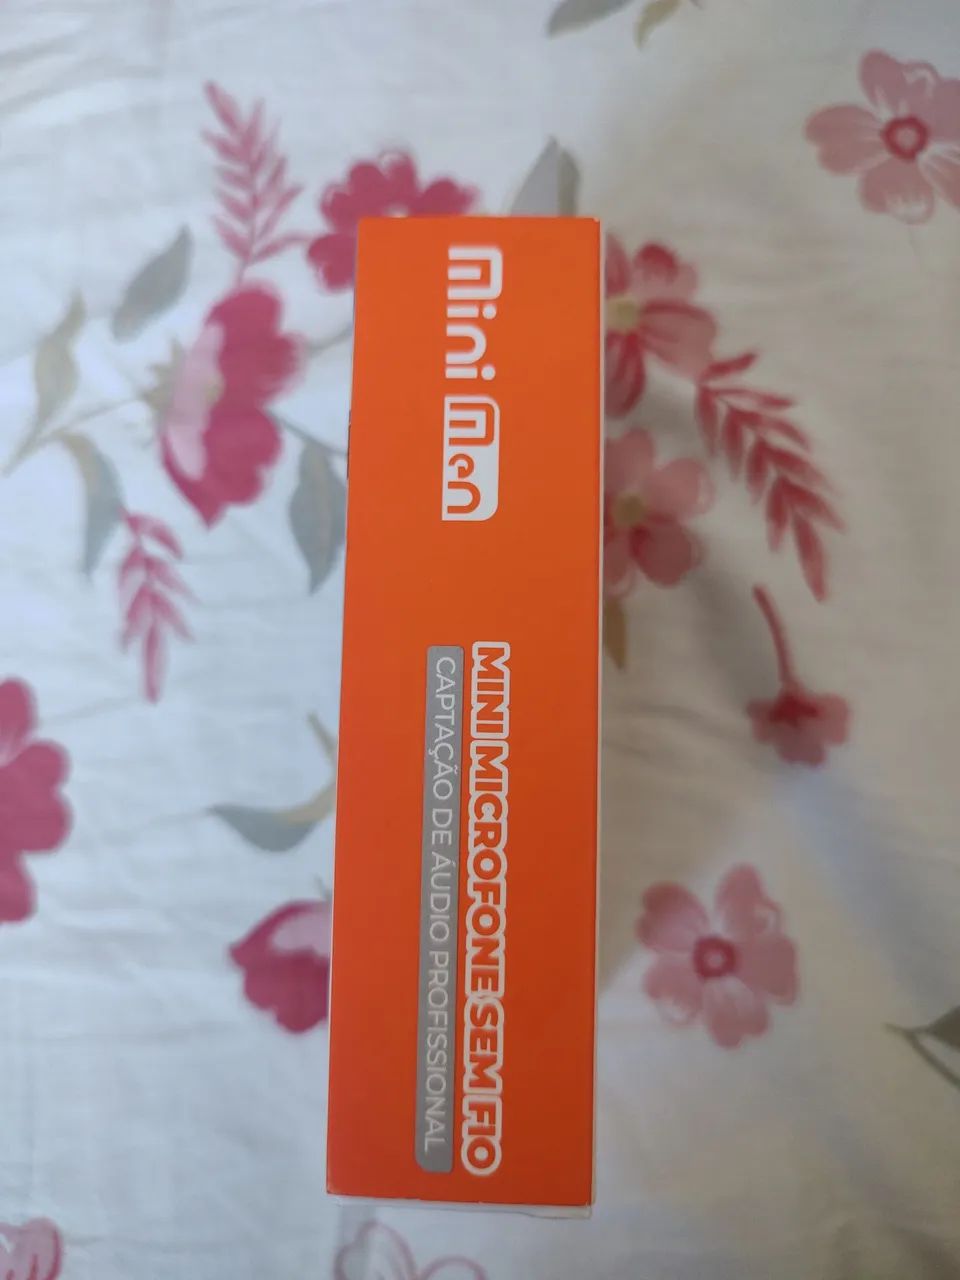 Mini Men
MINI MICROFONE SEM FIO
CAPTAÇÃO DE ÁUDIO PROFISSIONAL